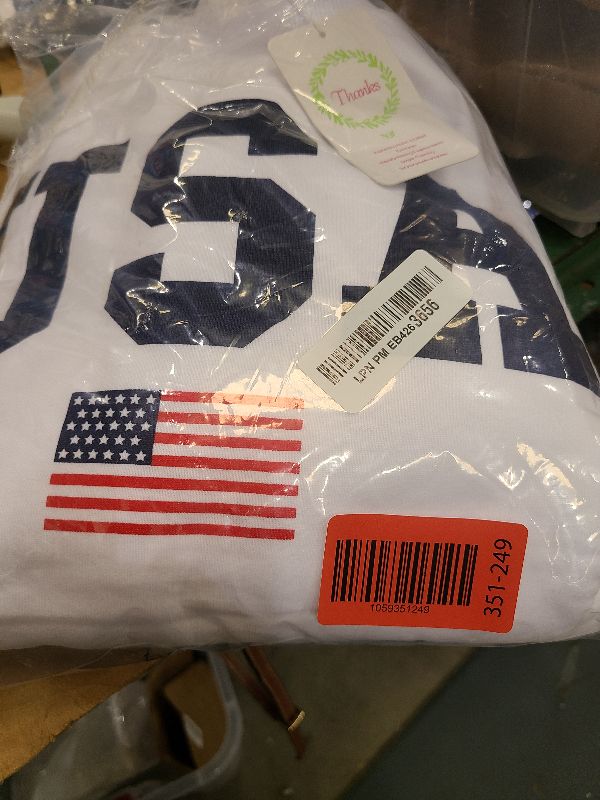 Thanks
USA
LPN PM EB4263656
1059351249
351-249